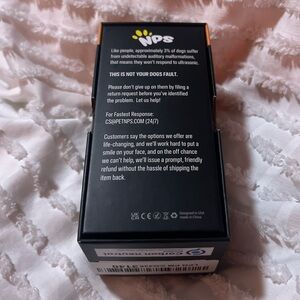 NPS
Like people, approximately 3% of dogs suffer
from undetectable auditory malformations,
that means they won't respond to ultrasonic.
THIS IS NOT YOUR DOGS FAULT.
Please don't give up on them by filing a
return request before you've identified
the problem. Let us help!
For Fastest Response:
CS@PETNPS.COM (24/7)
Customers say the options we offer are
life-changing, and we'll work hard to put a
smile on your face, and on the off chance
we can't help, we'll issue a prompt, friendly
refund without the hassle of shipping the
item back.
Designed in USA
Made in China
Carbon neutral